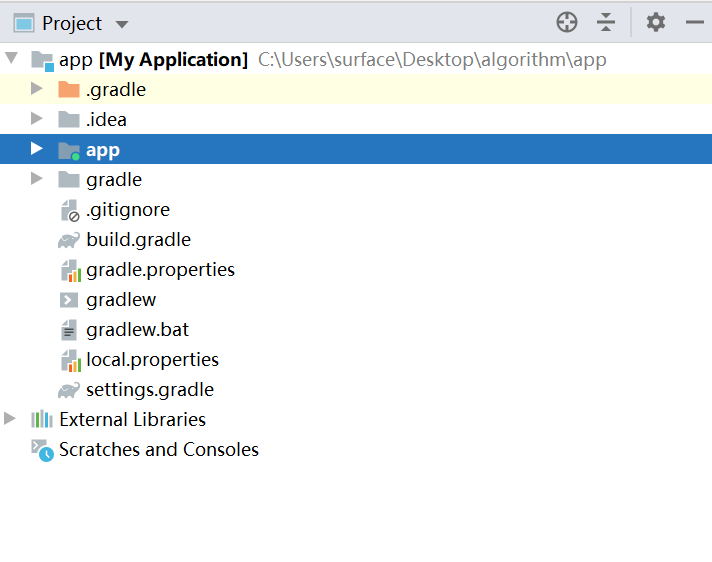 Project
app [My Application] C:\Users\surface\Desktop\algorithm\app
.gradle
.idea
app
gradle
.gitignore
build.gradle
gradle.properties
gradlew
gradlew.bat
local.properties
settings.gradle
External Libraries
Scratches and Consoles